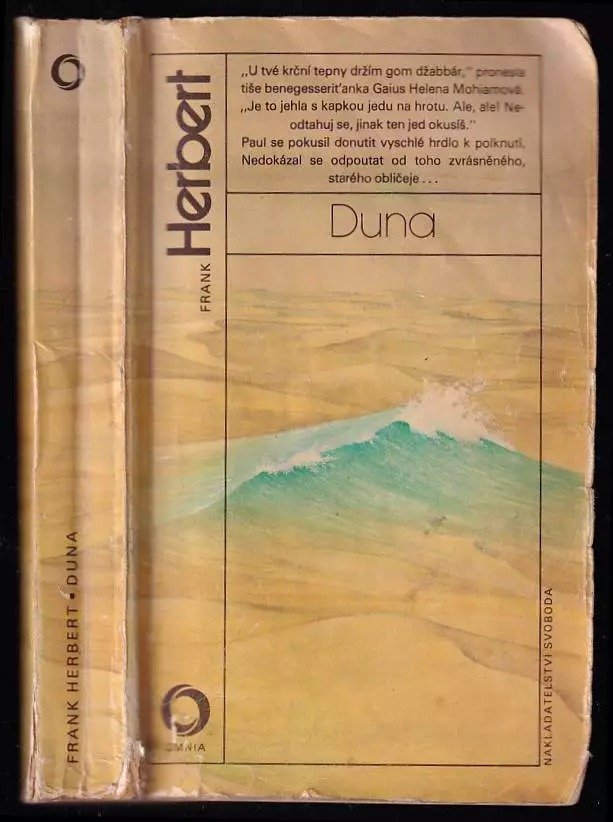 „U tvé krční tepny držím gom džabbár," pronesla
tiše benegesseriťanka Gaius Helena Mohiamová.
„Je to jehla s kapkou jedu na hrotu. Ale, ale! Ne-
odtahuj se, jinak ten jed okusíš."
Paul se pokusil donutit vyschlé hrdlo k polknutí.
Nedokázal se odpoutat od toho zvrásněného,
starého obličeje...
FRANK Herbert
Duna
FRANK HERBERT • DUNA
OMNIA
NAKLADATELSTVÍ SVOBODA